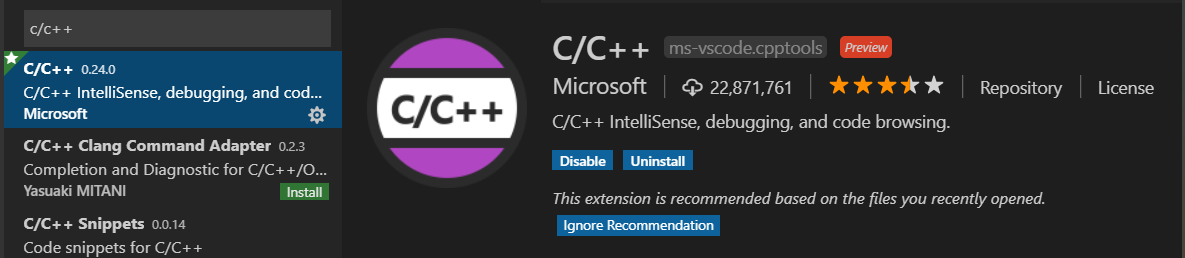 c/c++
C/C++ 0.24.0
C/C++ IntelliSense, debugging, and cod...
Microsoft
C/C++ Clang Command Adapter 0.2.3
Completion and Diagnostic for C/C++/O...
Yasuaki MITANI Install
C/C++ Snippets 0.0.14
Code snippets for C/C++
C/C++
C/C++ ms-vscode.cpptools Preview
Microsoft 22,871,761 Repository License
C/C++ IntelliSense, debugging, and code browsing.
Disable Uninstall
This extension is recommended based on the files you recently opened.
Ignore Recommendation